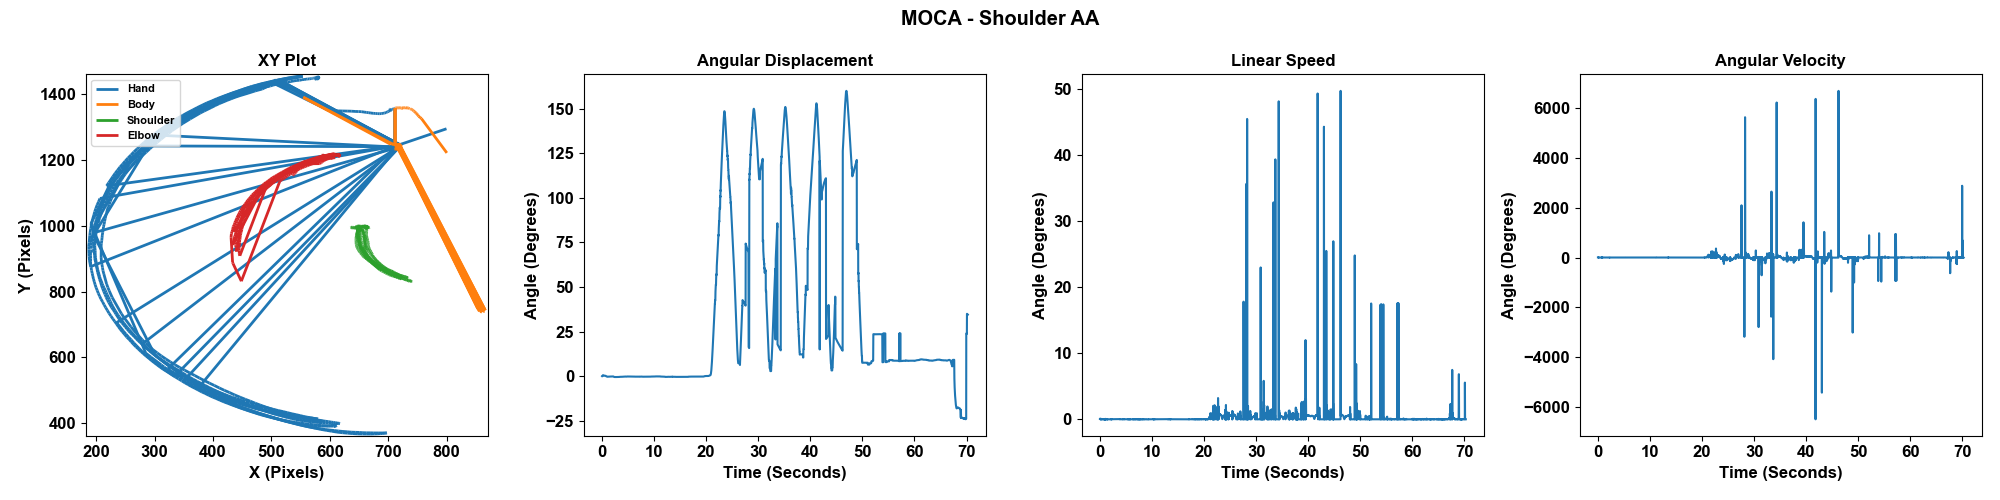 MOCA - Shoulder AA
XY Plot
Hand
Body
Shoulder
Elbow
1400
1200
1000
800
600
400
200 300 400 500 600 700 800
Y (Pixels)
X (Pixels)
Angular Displacement
150
125
100
75
50
25
0
−25
0 10 20 30 40 50 60 70
Angle (Degrees)
Time (Seconds)
Linear Speed
50
40
30
20
10
0
0 10 20 30 40 50 60 70
Angle (Degrees)
Time (Seconds)
Angular Velocity
6000
4000
2000
0
−2000
−4000
−6000
0 10 20 30 40 50 60 70
Angle (Degrees)
Time (Seconds)